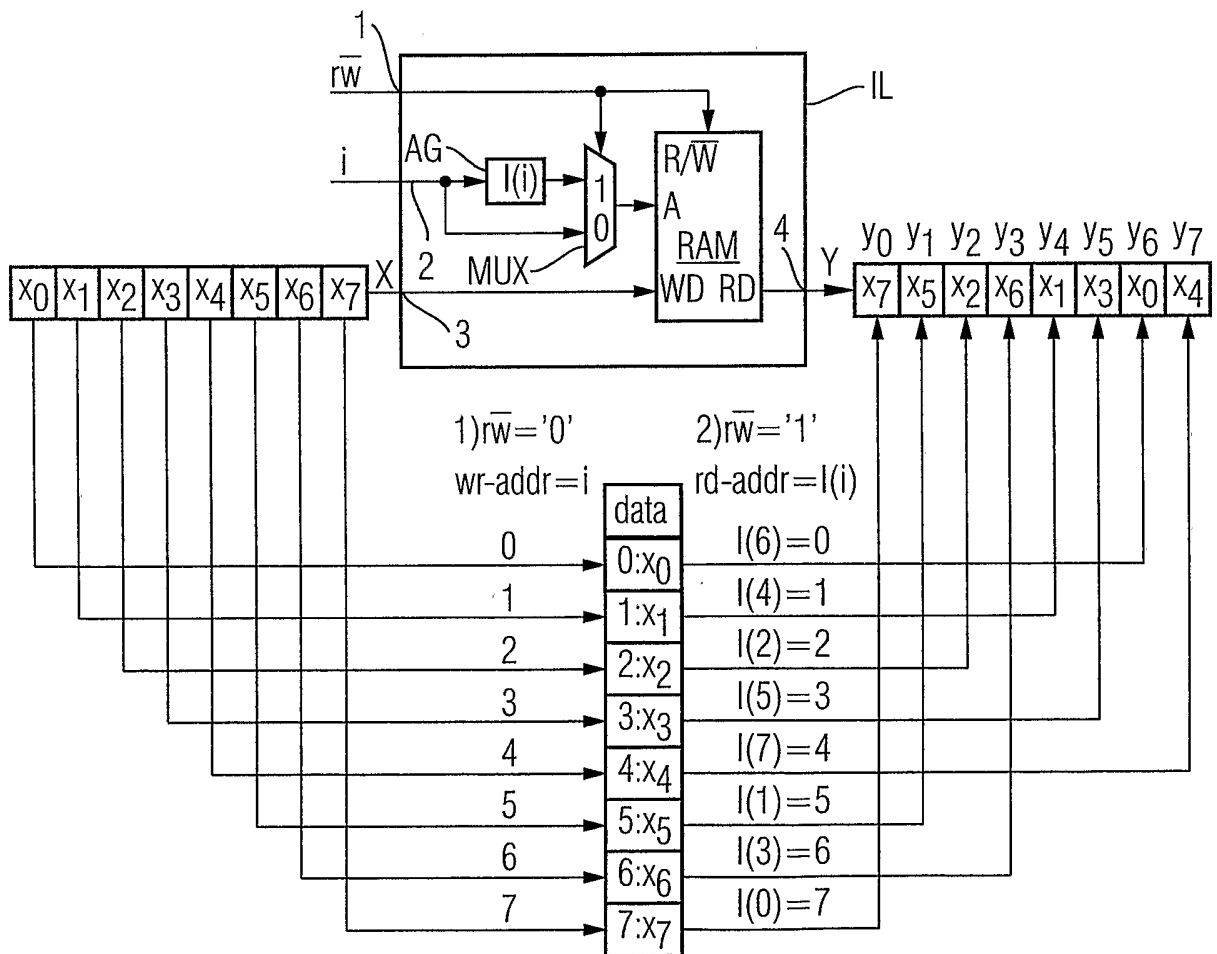 1
rw̅
IL
AG
i
I(i)
1
0
R/W̅
A
RAM
WD RD
2
MUX
X
3
4
Y
y0 y1 y2 y3 y4 y5 y6 y7
x0 x1 x2 x3 x4 x5 x6 x7
x7 x5 x2 x6 x1 x3 x0 x4
1)rw̅='0'
wr-addr=i
2)rw̅='1'
rd-addr=I(i)
data
0 0:x0 I(6)=0
1 1:x1 I(4)=1
2 2:x2 I(2)=2
3 3:x3 I(5)=3
4 4:x4 I(7)=4
5 5:x5 I(1)=5
6 6:x6 I(3)=6
7 7:x7 I(0)=7